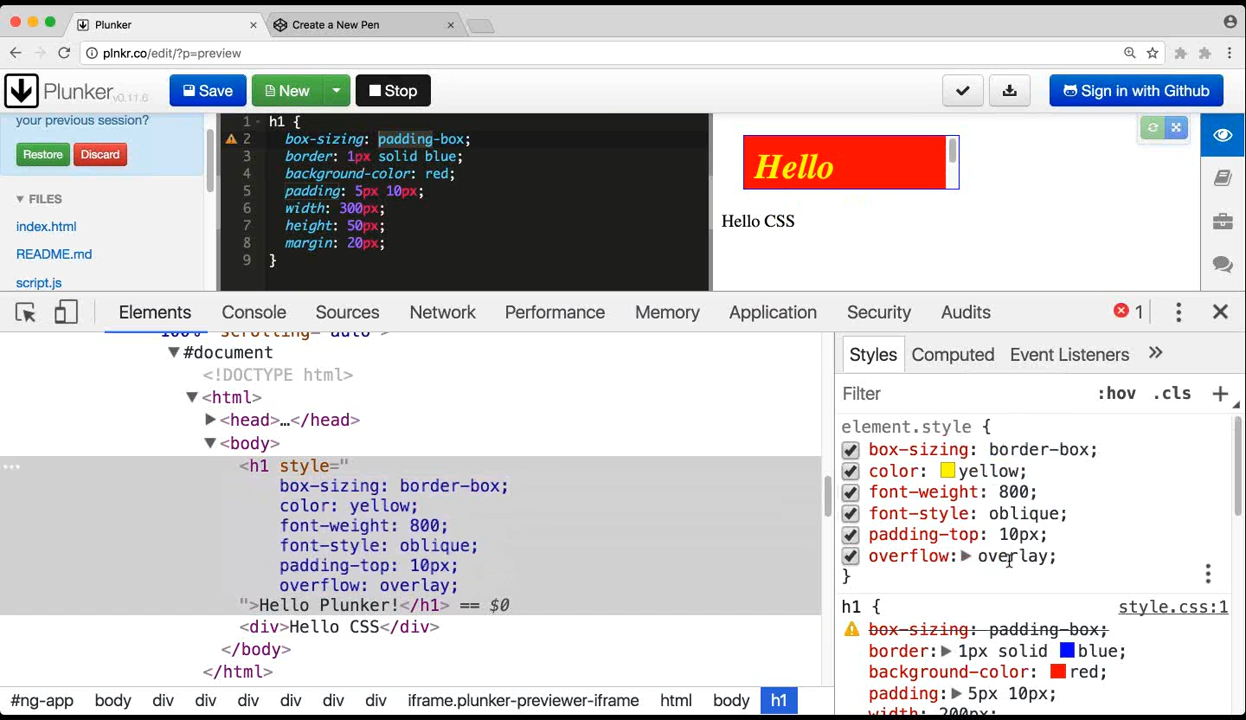 Plunker
Create a New Pen
plnkr.co/edit/?p=preview
Plunker v0.11.6
Save
New
Stop
Sign in with Github
your previous session?
Restore
Discard
FILES
index.html
README.md
script.js
1 h1 {
2 box-sizing: padding-box;
3 border: 1px solid blue;
4 background-color: red;
5 padding: 5px 10px;
6 width: 300px;
7 height: 50px;
8 margin: 20px;
9 }
Hello
Hello CSS
Elements Console Sources Network Performance Memory Application Security Audits 1
100% scrolling="auto">
#document
<!DOCTYPE html>
<html>
<head>…</head>
<body>
<h1 style="
box-sizing: border-box;
color: yellow;
font-weight: 800;
font-style: oblique;
padding-top: 10px;
overflow: overlay;
">Hello Plunker!</h1> == $0
<div>Hello CSS</div>
</body>
</html>
#ng-app body div div div div div iframe.plunker-previewer-iframe html body h1
Styles Computed Event Listeners »
Filter :hov .cls +
element.style {
box-sizing: border-box;
color: yellow;
font-weight: 800;
font-style: oblique;
padding-top: 10px;
overflow: overlay;
}
h1 { style.css:1
box-sizing: padding-box;
border: 1px solid blue;
background-color: red;
padding: 5px 10px;